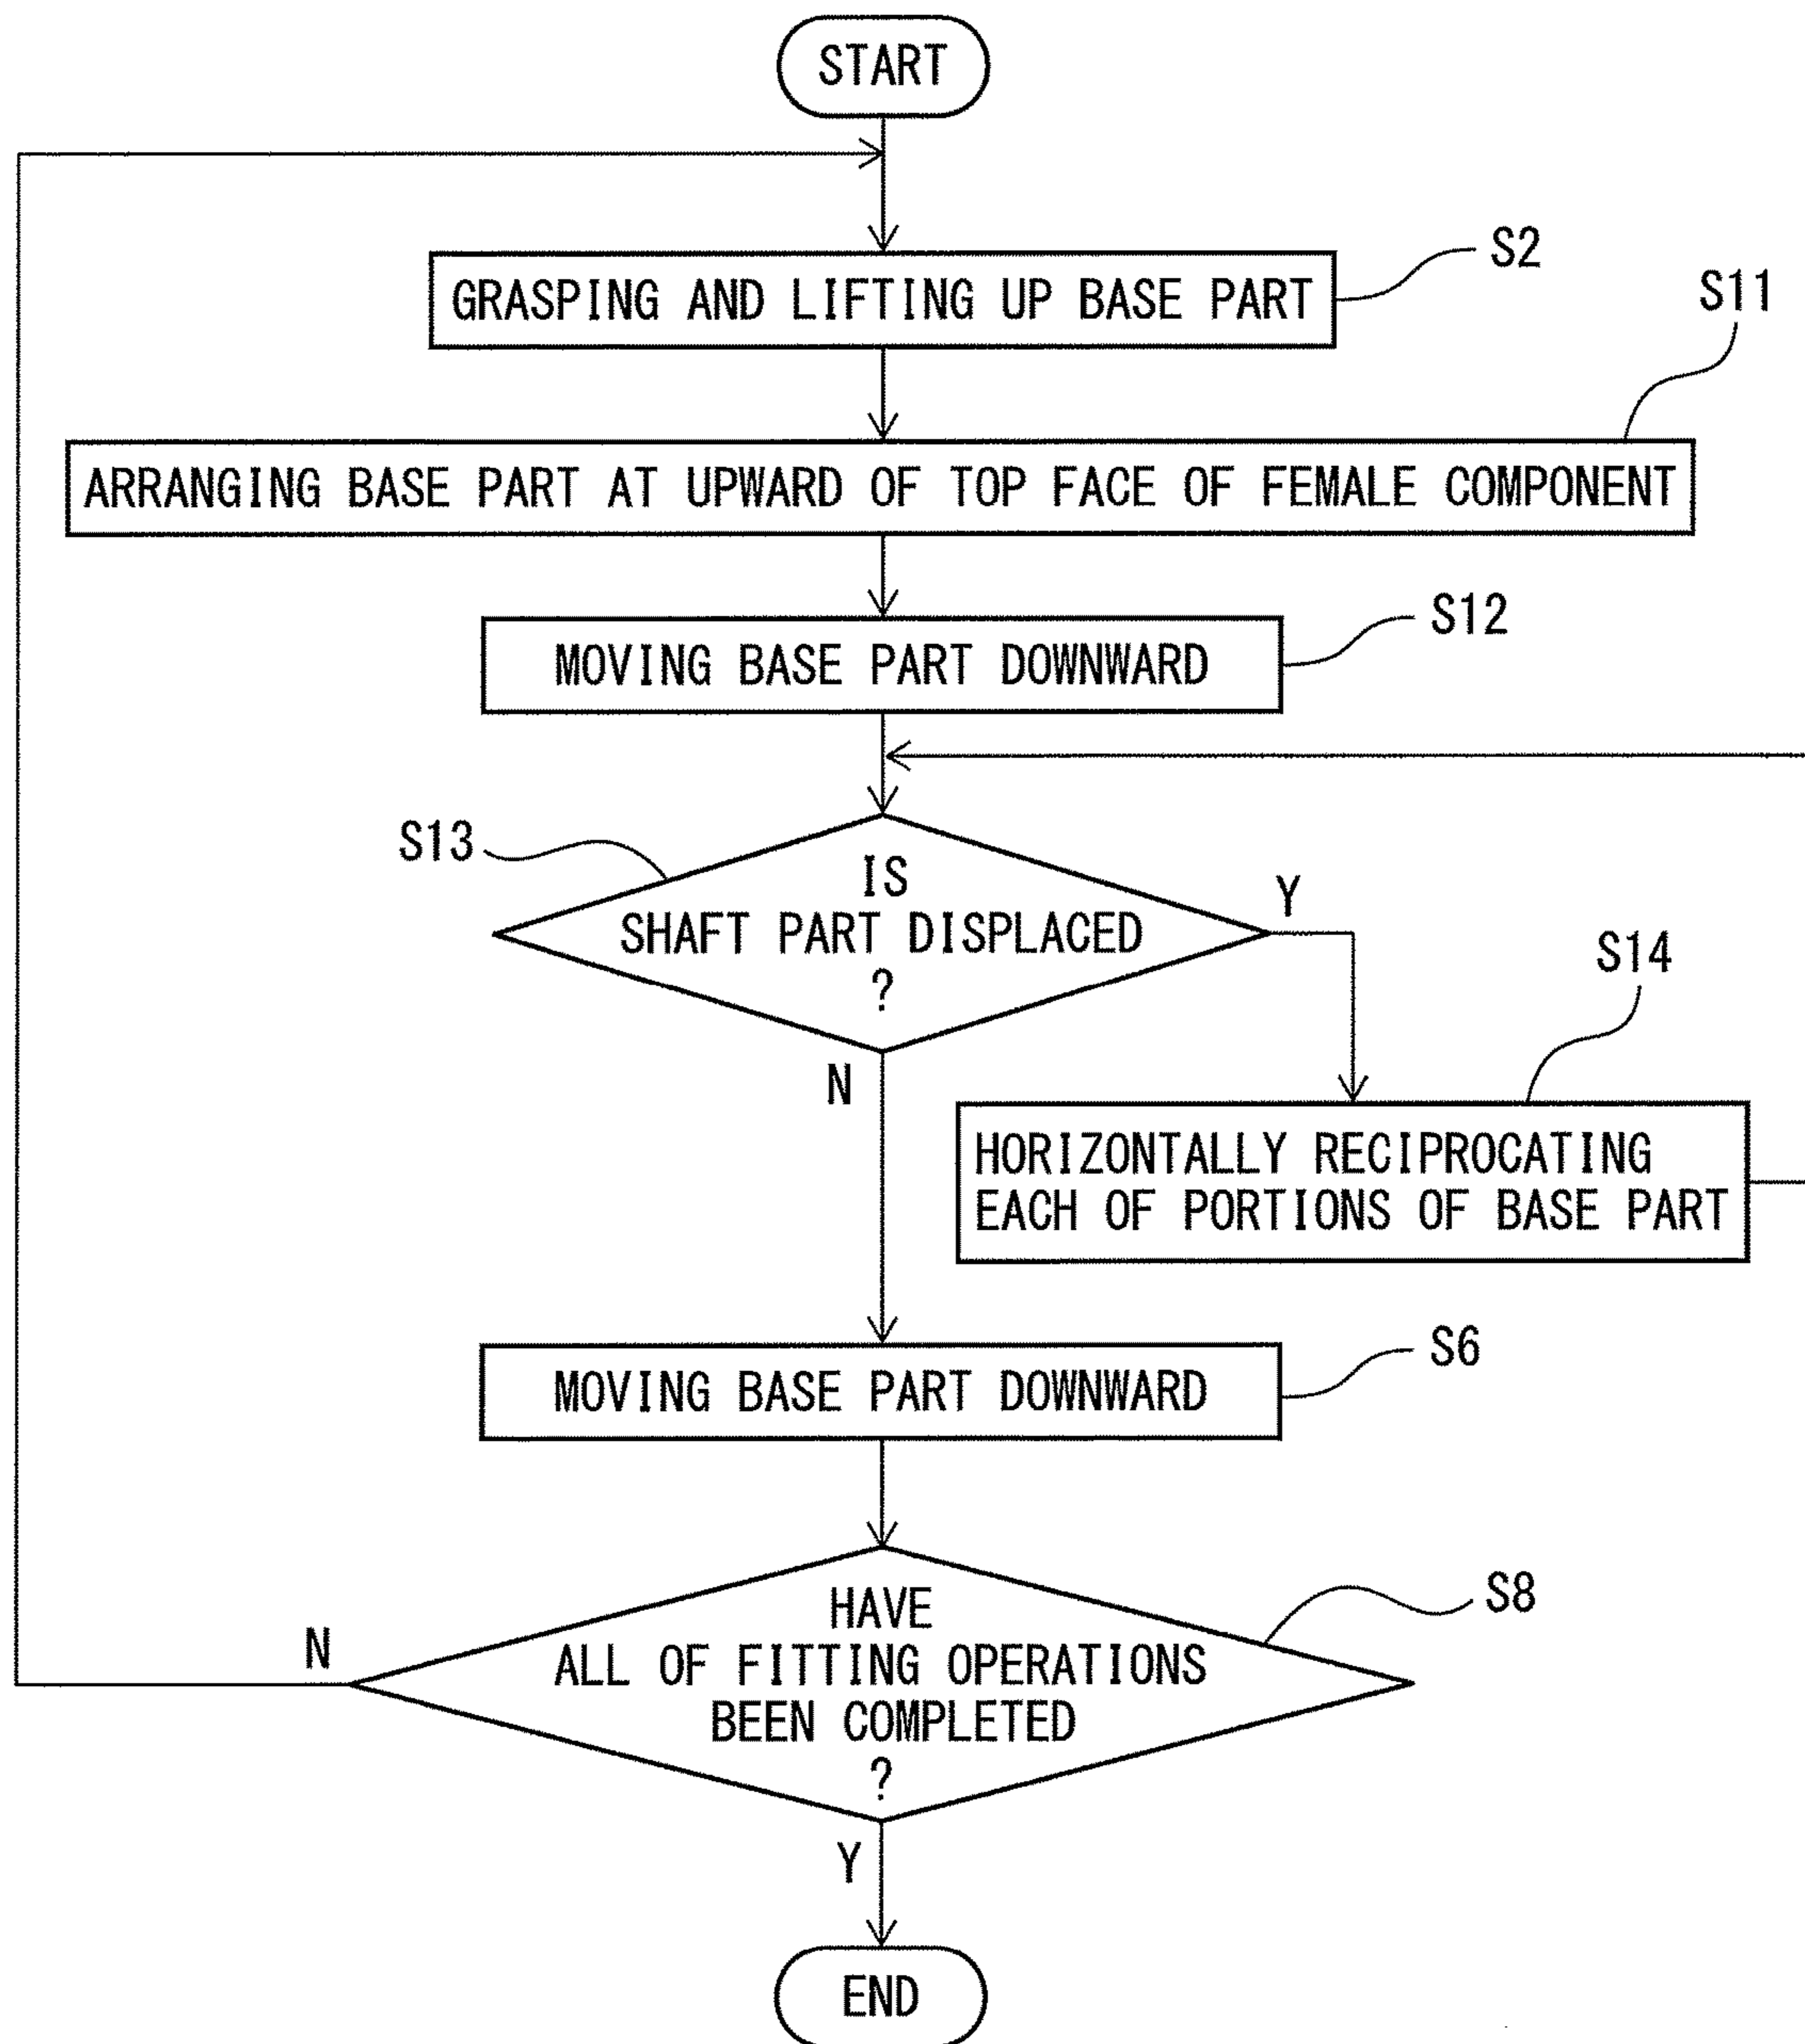 START
S2
GRASPING AND LIFTING UP BASE PART
S11
ARRANGING BASE PART AT UPWARD OF TOP FACE OF FEMALE COMPONENT
S12
MOVING BASE PART DOWNWARD
S13
IS
SHAFT PART DISPLACED
?
Y
N
S14
HORIZONTALLY RECIPROCATING
EACH OF PORTIONS OF BASE PART
S6
MOVING BASE PART DOWNWARD
S8
HAVE
ALL OF FITTING OPERATIONS
BEEN COMPLETED
?
N
Y
END